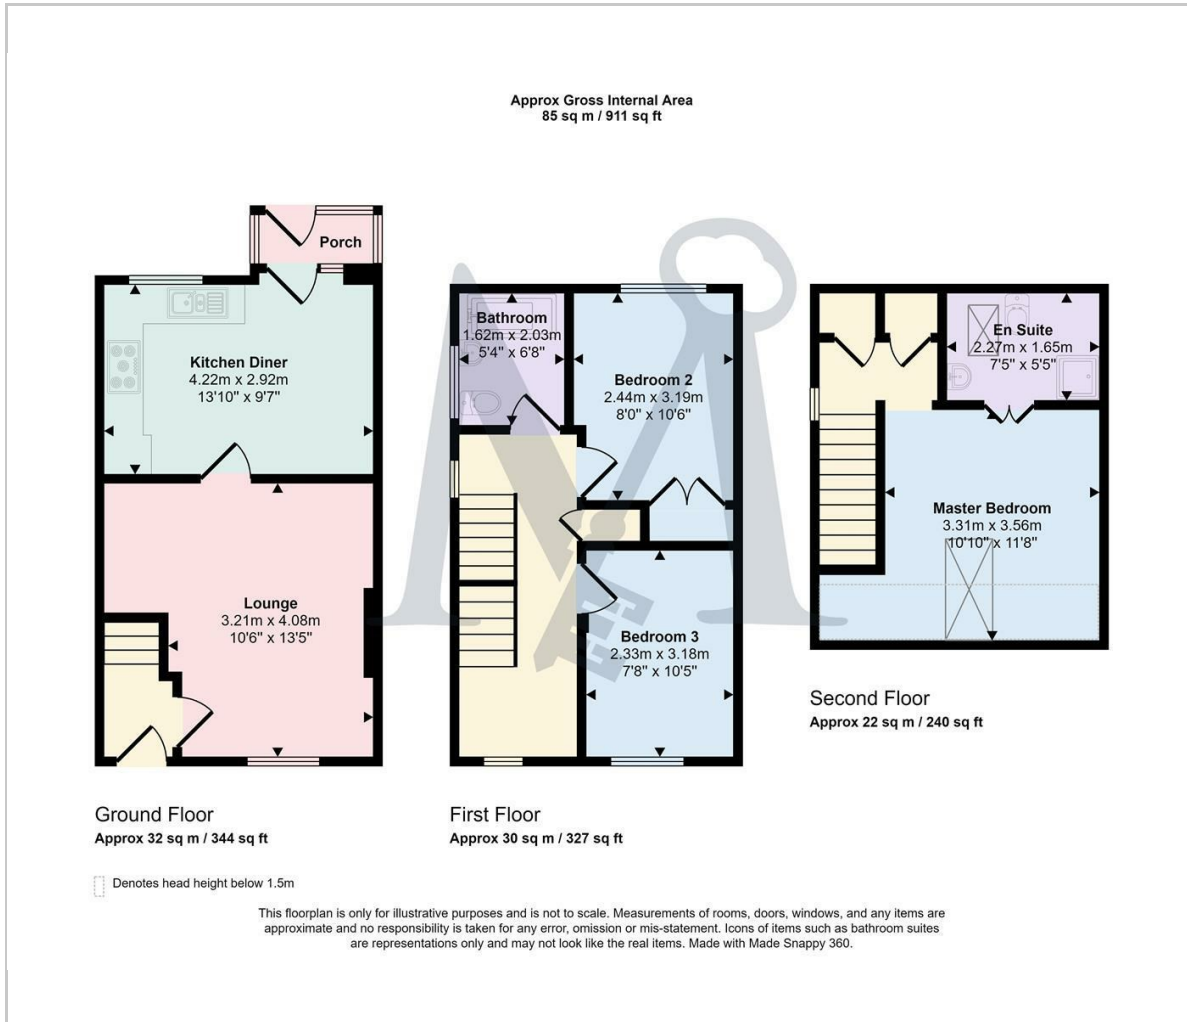 Approx Gross Internal Area
85 sq m / 911 sq ft
Porch
Kitchen Diner
4.22m x 2.92m
13'10" x 9'7"
Lounge
3.21m x 4.08m
10'6" x 13'5"
Ground Floor
Approx 32 sq m / 344 sq ft
Bathroom
1.62m x 2.03m
5'4" x 6'8"
Bedroom 2
2.44m x 3.19m
8'0" x 10'6"
Bedroom 3
2.33m x 3.18m
7'8" x 10'5"
First Floor
Approx 30 sq m / 327 sq ft
En Suite
2.27m x 1.65m
7'5" x 5'5"
Master Bedroom
3.31m x 3.56m
10'10" x 11'8"
Second Floor
Approx 22 sq m / 240 sq ft
Denotes head height below 1.5m
This floorplan is only for illustrative purposes and is not to scale. Measurements of rooms, doors, windows, and any items are
approximate and no responsibility is taken for any error, omission or mis-statement. Icons of items such as bathroom suites
are representations only and may not look like the real items. Made with Made Snappy 360.